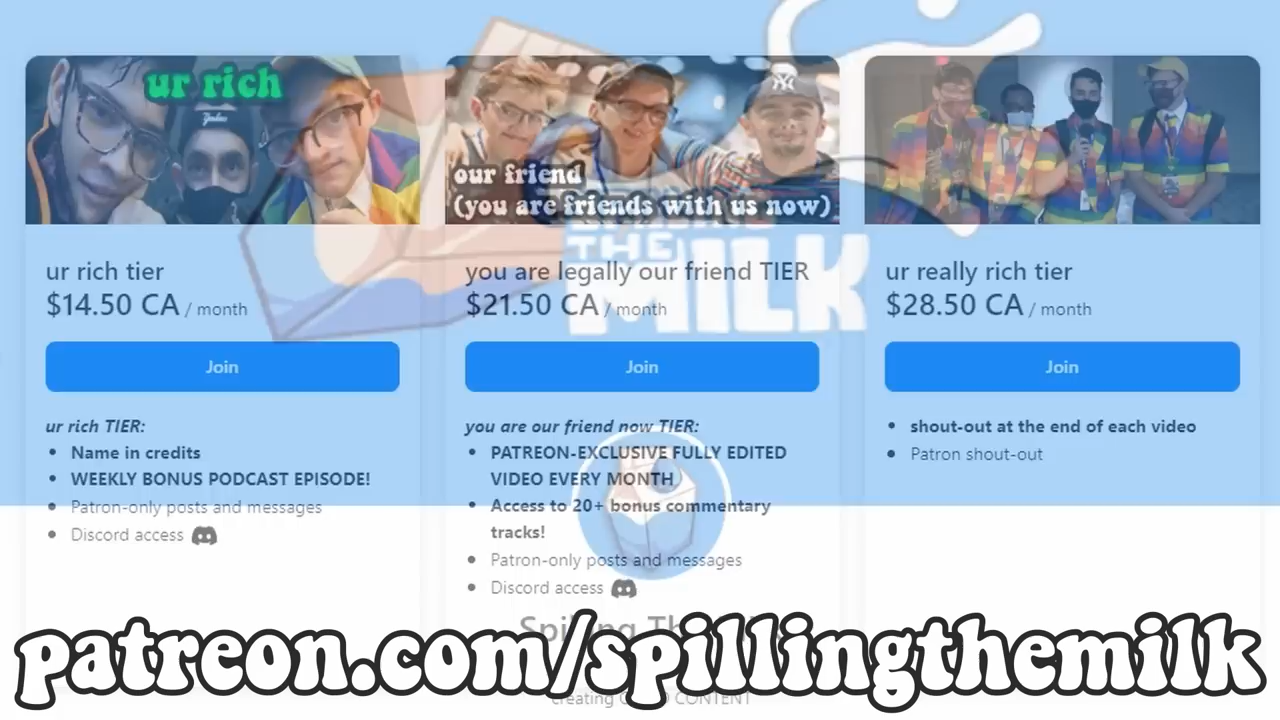 ur rich
our friend
(you are friends with us now)
THE
MILK
ur rich tier
$14.50 CA / month
Join
ur rich TIER:
• Name in credits
• WEEKLY BONUS PODCAST EPISODE!
• Patron-only posts and messages
• Discord access
you are legally our friend TIER
$21.50 CA / month
Join
you are our friend now TIER:
• PATREON-EXCLUSIVE FULLY EDITED
VIDEO EVERY MONTH
• Access to 20+ bonus commentary
tracks!
• Patron-only posts and messages
• Discord access
ur really rich tier
$28.50 CA / month
Join
• shout-out at the end of each video
• Patron shout-out
patreon.com/spillingthemilk
creating CONTENT